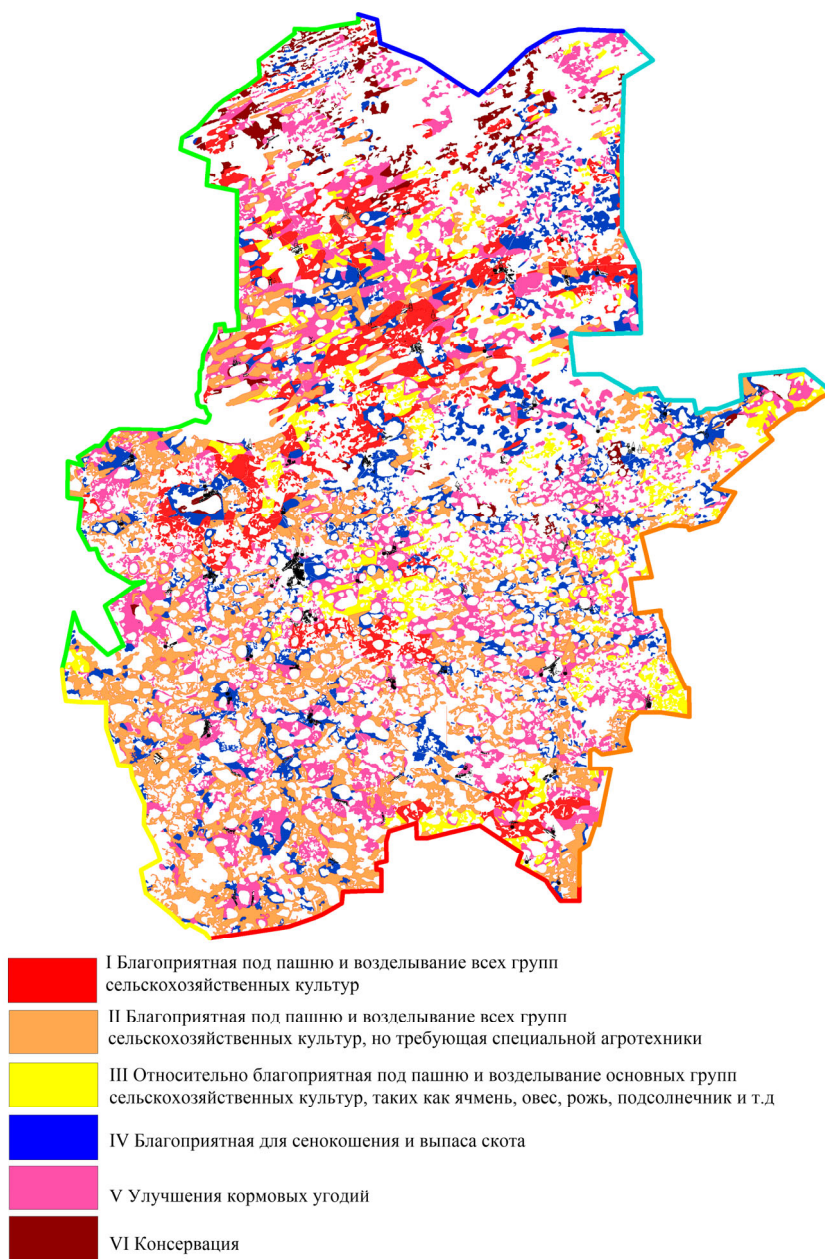 I Благоприятная под пашню и возделывание всех групп
сельскохозяйственных культур
II Благоприятная под пашню и возделывание всех групп
сельскохозяйственных культур, но требующая специальной агротехники
III Относительно благоприятная под пашню и возделывание основных групп
сельскохозяйственных культур, таких как ячмень, овес, рожь, подсолнечник и т.д
IV Благоприятная для сенокошения и выпаса скота
V Улучшения кормовых угодий
VI Консервация